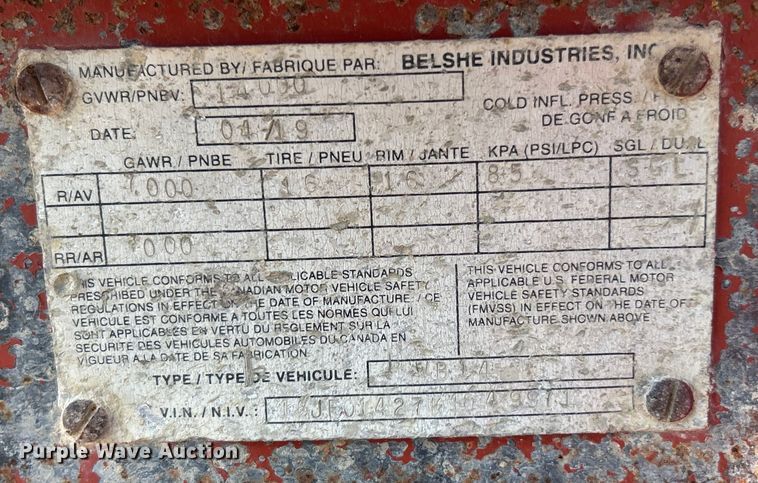 MANUFACTURED BY/ FABRIQUE PAR: BELSHE INDUSTRIES, INC
GVWR/PNBV: 14000
COLD INFL. PRESS. /
DE.GONF A FROID
DATE: 04/19
GAWR / PNBE TIRE / PNEU RIM / JANTE KPA (PSI/LPC) SGL / DUAL
R/AV 7000 16 16 85 SGL
RR/AR 7000
THIS VEHICLE CONFORMS TO ALL APPLICABLE STANDARDS
PRESCRIBED UNDER THE CANADIAN MOTOR VEHICLE SAFETY
REGULATIONS IN EFFECT ON THE DATE OF MANUFACTURE / CE
VEHICULE EST CONFORME A TOUTES LES NORMES QUI LUI
SONT APPLICABLES EN VERTU DU REGLEMENT SUR LA
SECURITE DES VEHICULES AUTOMOBILES DU CANADA EN
VIGUEUR A LA DATE DE SA FABRICATION.
THIS VEHICLE CONFORMS TO ALL
APPLICABLE U.S. FEDERAL MOTOR
VEHICLE SAFETY STANDARDS
(FMVSS) IN EFFECT ON THE DATE OF
MANUFACTURE SHOWN ABOVE
TYPE / TYPE DE VEHICULE:
V.I.N. / N.I.V. :
Purple Wave Auction